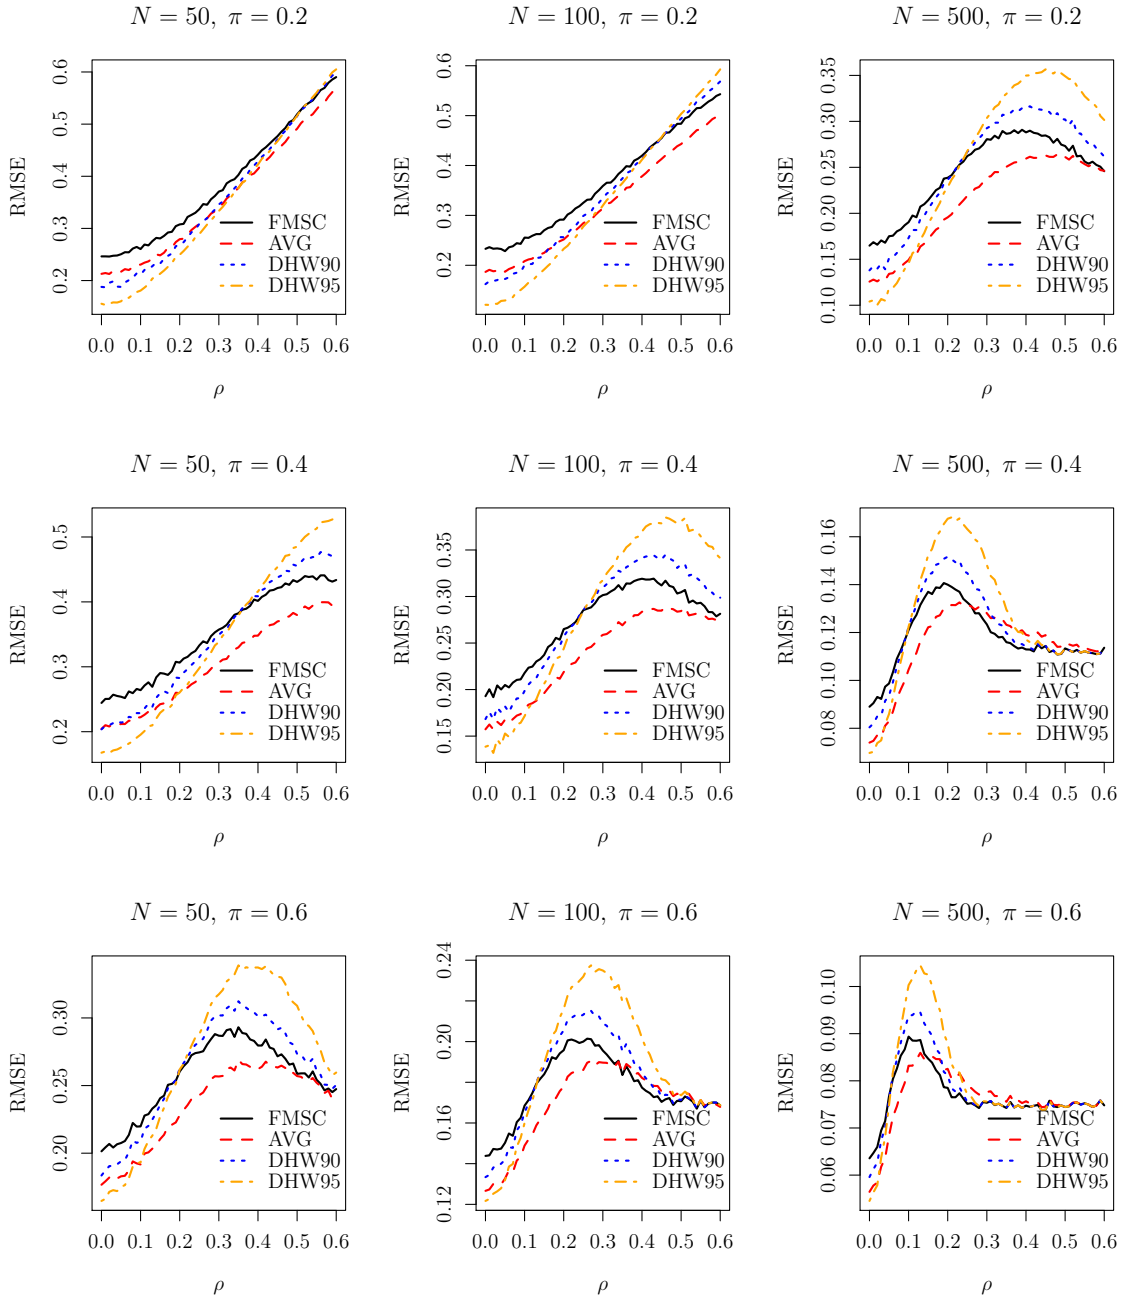 N = 50, π = 0.2
RMSE
0.2 0.3 0.4 0.5 0.6
FMSC
AVG
DHW90
DHW95
0.0 0.1 0.2 0.3 0.4 0.5 0.6
ρ
N = 100, π = 0.2
RMSE
0.2 0.3 0.4 0.5 0.6
FMSC
AVG
DHW90
DHW95
0.0 0.1 0.2 0.3 0.4 0.5 0.6
ρ
N = 500, π = 0.2
RMSE
0.10 0.15 0.20 0.25 0.30 0.35
FMSC
AVG
DHW90
DHW95
0.0 0.1 0.2 0.3 0.4 0.5 0.6
ρ
N = 50, π = 0.4
RMSE
0.2 0.3 0.4 0.5
FMSC
AVG
DHW90
DHW95
0.0 0.1 0.2 0.3 0.4 0.5 0.6
ρ
N = 100, π = 0.4
RMSE
0.15 0.20 0.25 0.30 0.35
FMSC
AVG
DHW90
DHW95
0.0 0.1 0.2 0.3 0.4 0.5 0.6
ρ
N = 500, π = 0.4
RMSE
0.08 0.10 0.12 0.14 0.16
FMSC
AVG
DHW90
DHW95
0.0 0.1 0.2 0.3 0.4 0.5 0.6
ρ
N = 50, π = 0.6
RMSE
0.20 0.25 0.30
FMSC
AVG
DHW90
DHW95
0.0 0.1 0.2 0.3 0.4 0.5 0.6
ρ
N = 100, π = 0.6
RMSE
0.12 0.16 0.20 0.24
FMSC
AVG
DHW90
DHW95
0.0 0.1 0.2 0.3 0.4 0.5 0.6
ρ
N = 500, π = 0.6
RMSE
0.06 0.07 0.08 0.09 0.10
FMSC
AVG
DHW90
DHW95
0.0 0.1 0.2 0.3 0.4 0.5 0.6
ρ